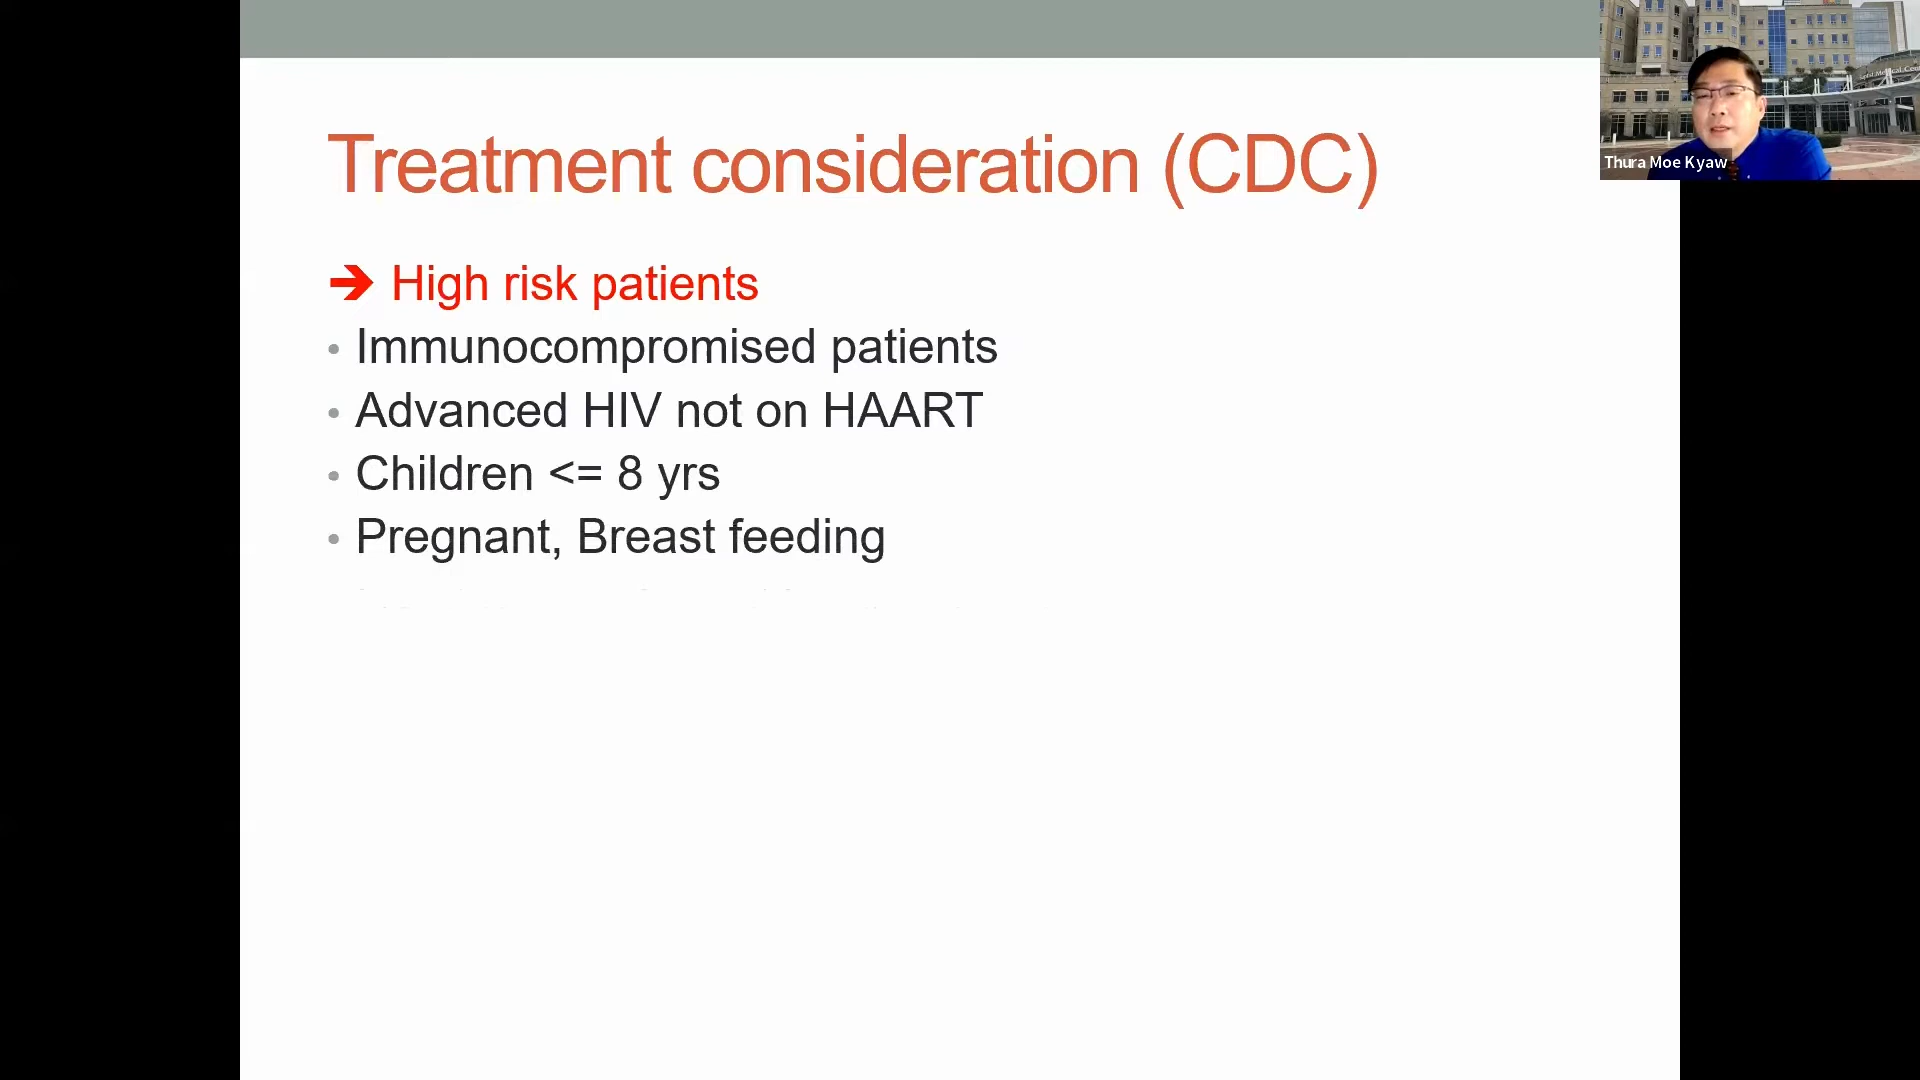 Treatment consideration (CDC)
➔ High risk patients
• Immunocompromised patients
• Advanced HIV not on HAART
• Children <= 8 yrs
• Pregnant, Breast feeding
Thura Moe Kyaw